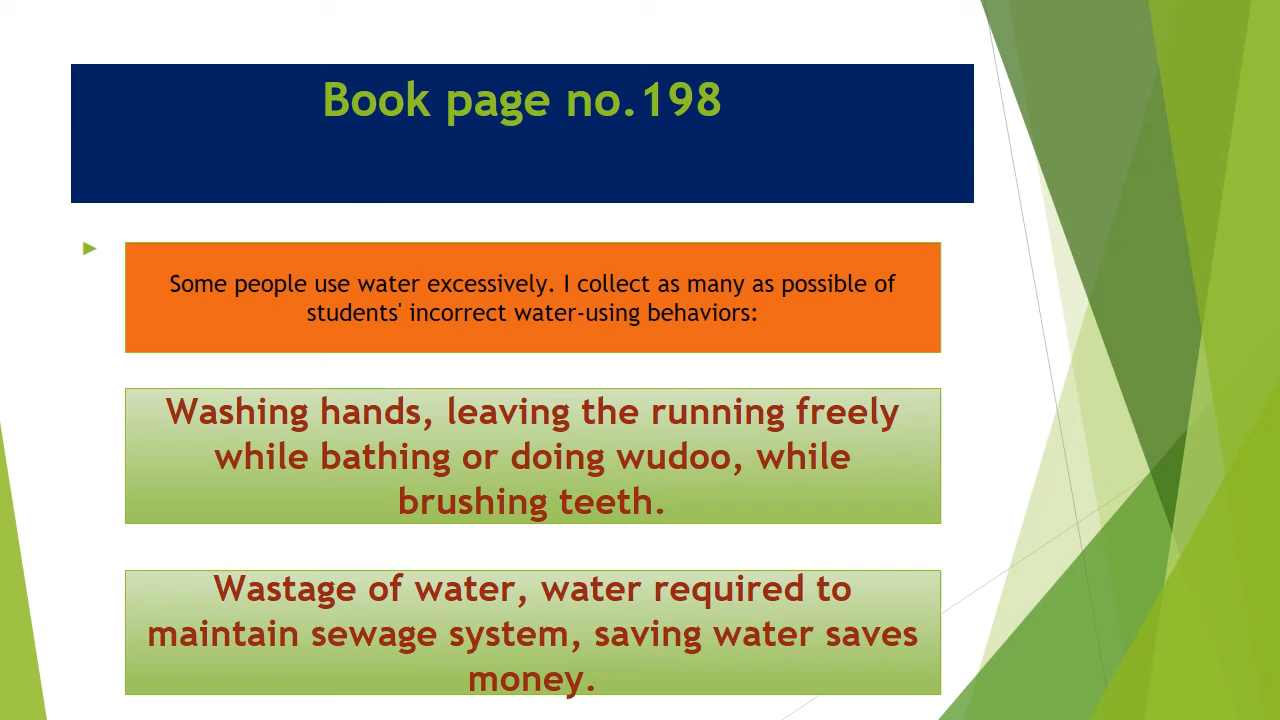 Book page no.198
Some people use water excessively. I collect as many as possible of
students' incorrect water-using behaviors:
Washing hands, leaving the running freely
while bathing or doing wudoo, while
brushing teeth.
Wastage of water, water required to
maintain sewage system, saving water saves
money.